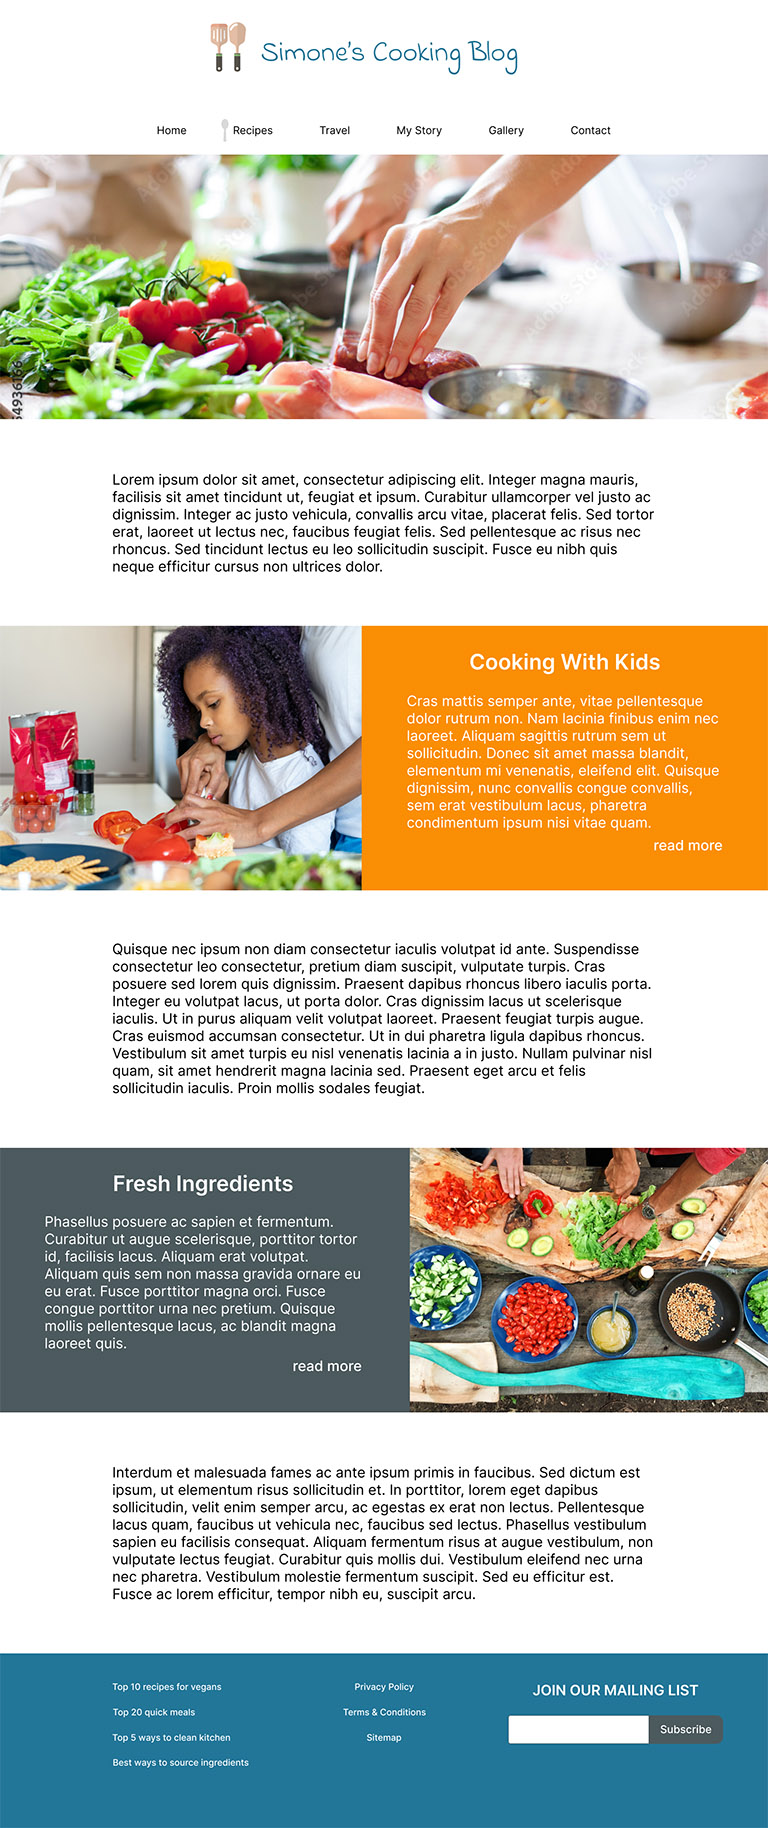 Simone's Cooking Blog
Home Recipes Travel My Story Gallery Contact
Adobe Stock
Lorem ipsum dolor sit amet, consectetur adipiscing elit. Integer magna mauris,
facilisis sit amet tincidunt ut, feugiat et ipsum. Curabitur ullamcorper vel justo ac
dignissim. Integer ac justo vehicula, convallis arcu vitae, placerat felis. Sed tortor
erat, laoreet ut lectus nec, faucibus feugiat felis. Sed pellentesque ac risus nec
rhoncus. Sed tincidunt lectus eu leo sollicitudin suscipit. Fusce eu nibh quis
neque efficitur cursus non ultrices dolor.
Cooking With Kids
Cras mattis semper ante, vitae pellentesque
dolor rutrum non. Nam lacinia finibus enim nec
laoreet. Aliquam sagittis rutrum sem ut
sollicitudin. Donec sit amet massa blandit,
elementum mi venenatis, eleifend elit. Quisque
dignissim, nunc convallis congue convallis,
sem erat vestibulum lacus, pharetra
condimentum ipsum nisi vitae quam.
read more
Quisque nec ipsum non diam consectetur iaculis volutpat id ante. Suspendisse
consectetur leo consectetur, pretium diam suscipit, vulputate turpis. Cras
posuere sed lorem quis dignissim. Praesent dapibus rhoncus libero iaculis porta.
Integer eu volutpat lacus, ut porta dolor. Cras dignissim lacus ut scelerisque
iaculis. Ut in purus aliquam velit volutpat laoreet. Praesent feugiat turpis augue.
Cras euismod accumsan consectetur. Ut in dui pharetra ligula dapibus rhoncus.
Vestibulum sit amet turpis eu nisl venenatis lacinia a in justo. Nullam pulvinar nisl
quam, sit amet hendrerit magna lacinia sed. Praesent eget arcu et felis
sollicitudin iaculis. Proin mollis sodales feugiat.
Fresh Ingredients
Phasellus posuere ac sapien et fermentum.
Curabitur ut augue scelerisque, porttitor tortor
id, facilisis lacus. Aliquam erat volutpat.
Aliquam quis sem non massa gravida ornare eu
eu erat. Fusce porttitor magna orci. Fusce
congue porttitor urna nec pretium. Quisque
mollis pellentesque lacus, ac blandit magna
laoreet quis.
read more
Interdum et malesuada fames ac ante ipsum primis in faucibus. Sed dictum est
ipsum, ut elementum risus sollicitudin et. In porttitor, lorem eget dapibus
sollicitudin, velit enim semper arcu, ac egestas ex erat non lectus. Pellentesque
lacus quam, faucibus ut vehicula nec, faucibus sed lectus. Phasellus vestibulum
sapien eu facilisis consequat. Aliquam fermentum risus at augue vestibulum, non
vulputate lectus feugiat. Curabitur quis mollis dui. Vestibulum eleifend nec urna
nec pharetra. Vestibulum molestie fermentum suscipit. Sed eu efficitur est.
Fusce ac lorem efficitur, tempor nibh eu, suscipit arcu.
Top 10 recipes for vegans
Top 20 quick meals
Top 5 ways to clean kitchen
Best ways to source ingredients
Privacy Policy
Terms & Conditions
Sitemap
JOIN OUR MAILING LIST
Subscribe